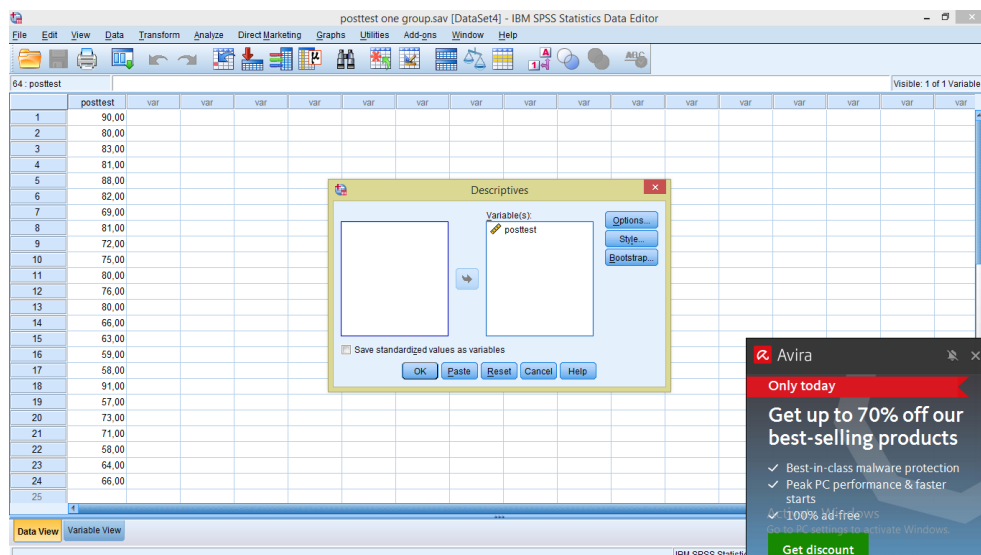 posttest one group.sav [DataSet4] - IBM SPSS Statistics Data Editor
File Edit View Data Transform Analyze Direct Marketing Graphs Utilities Add-ons Window Help
64 : posttest
Visible: 1 of 1 Variable
posttest var var var var var var var var var var var var var var var var
1 90,00
2 80,00
3 83,00
4 81,00
5 88,00
6 82,00
7 69,00
8 81,00
9 72,00
10 75,00
11 80,00
12 76,00
13 80,00
14 66,00
15 63,00
16 59,00
17 58,00
18 91,00
19 57,00
20 73,00
21 71,00
22 58,00
23 64,00
24 66,00
25
Descriptives
Variable(s):
posttest
Options...
Style...
Bootstrap...
Save standardized values as variables
OK Paste Reset Cancel Help
Avira
Only today
Get up to 70% off our
best-selling products
Best-in-class malware protection
Peak PC performance & faster
starts
100% ad-free
Activate Windows
Go to PC settings to activate Windows.
Get discount
Data View Variable View
IBM SPSS